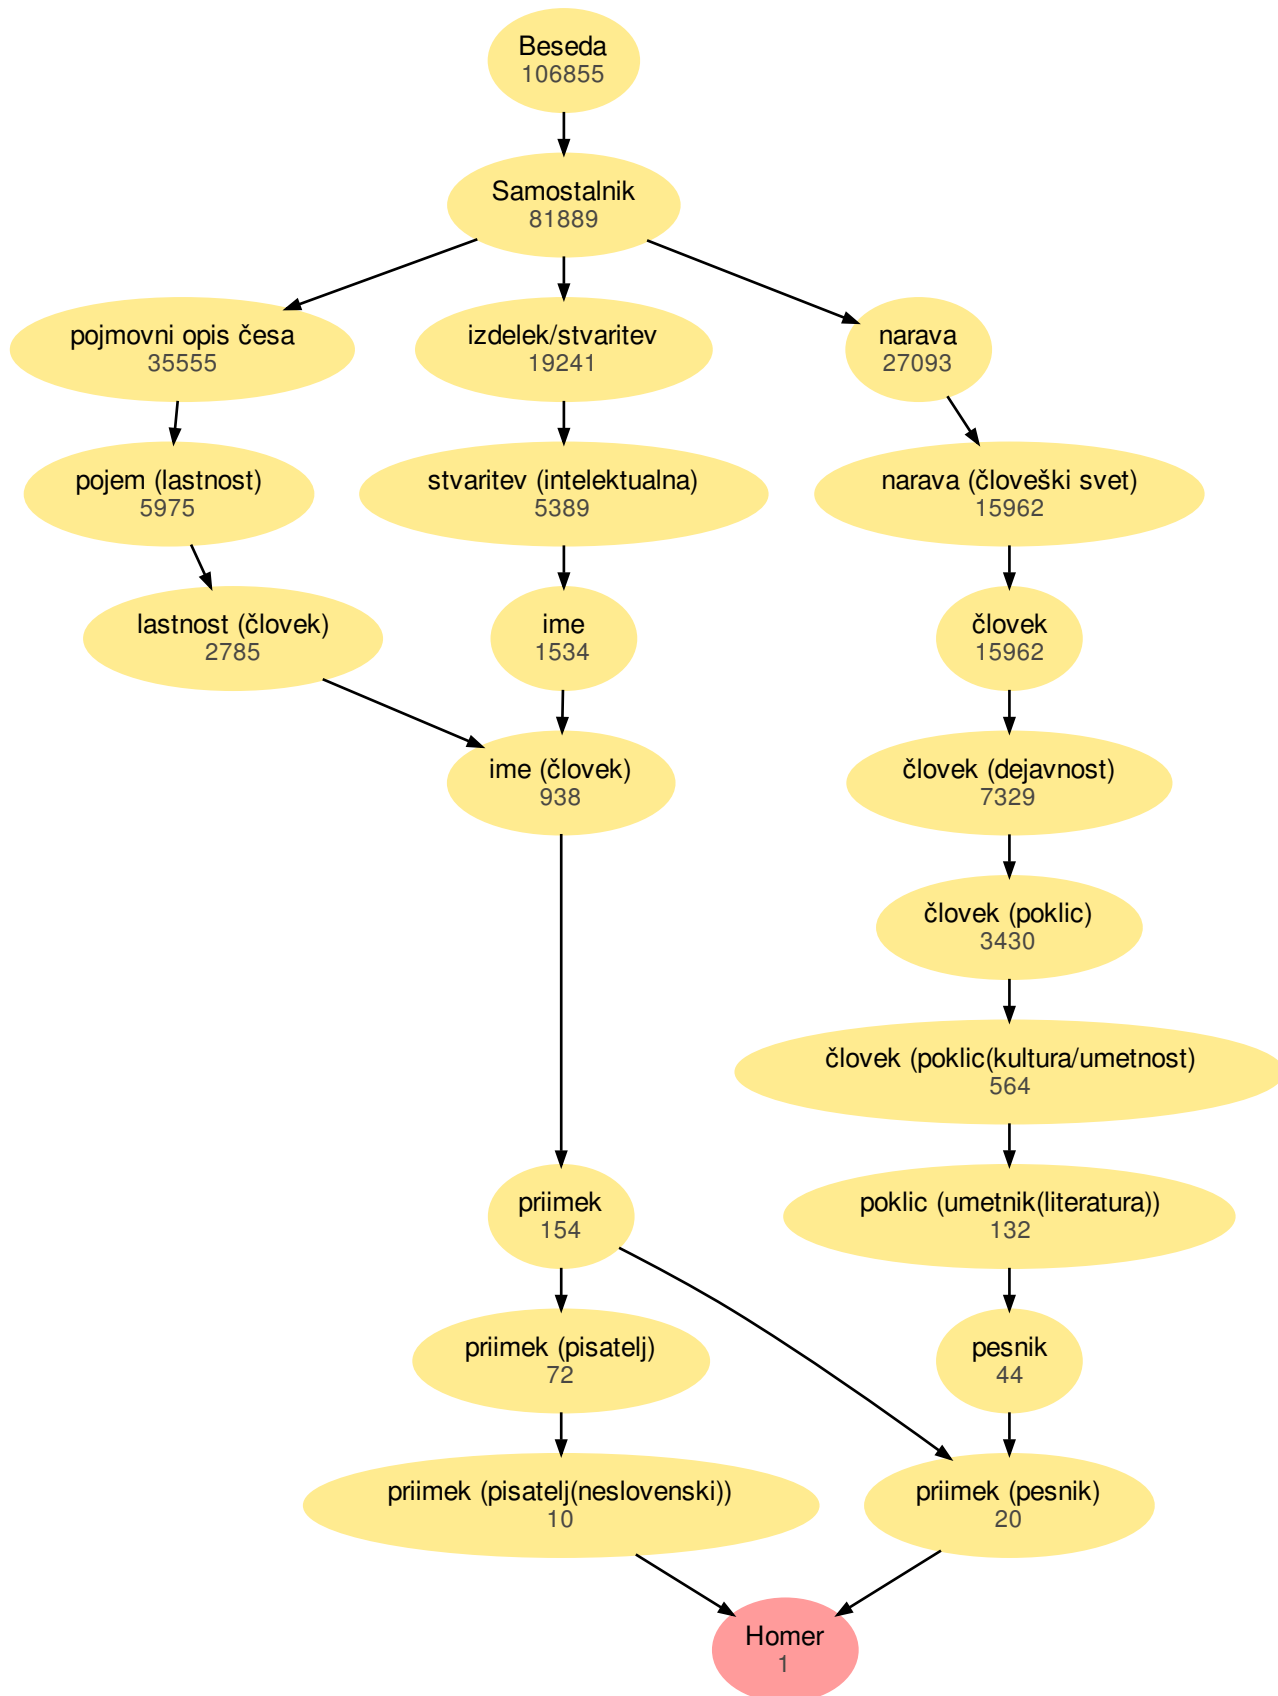 Beseda
106855
Samostalnik
81889
pojmovni opis česa
35555
izdelek/stvaritev
19241
narava
27093
pojem (lastnost)
5975
stvaritev (intelektualna)
5389
narava (človeški svet)
15962
lastnost (človek)
2785
ime
1534
človek
15962
ime (človek)
938
človek (dejavnost)
7329
človek (poklic)
3430
človek (poklic(kultura/umetnost)
564
priimek
154
poklic (umetnik(literatura))
132
priimek (pisatelj)
72
pesnik
44
priimek (pisatelj(neslovenski))
10
priimek (pesnik)
20
Homer
1